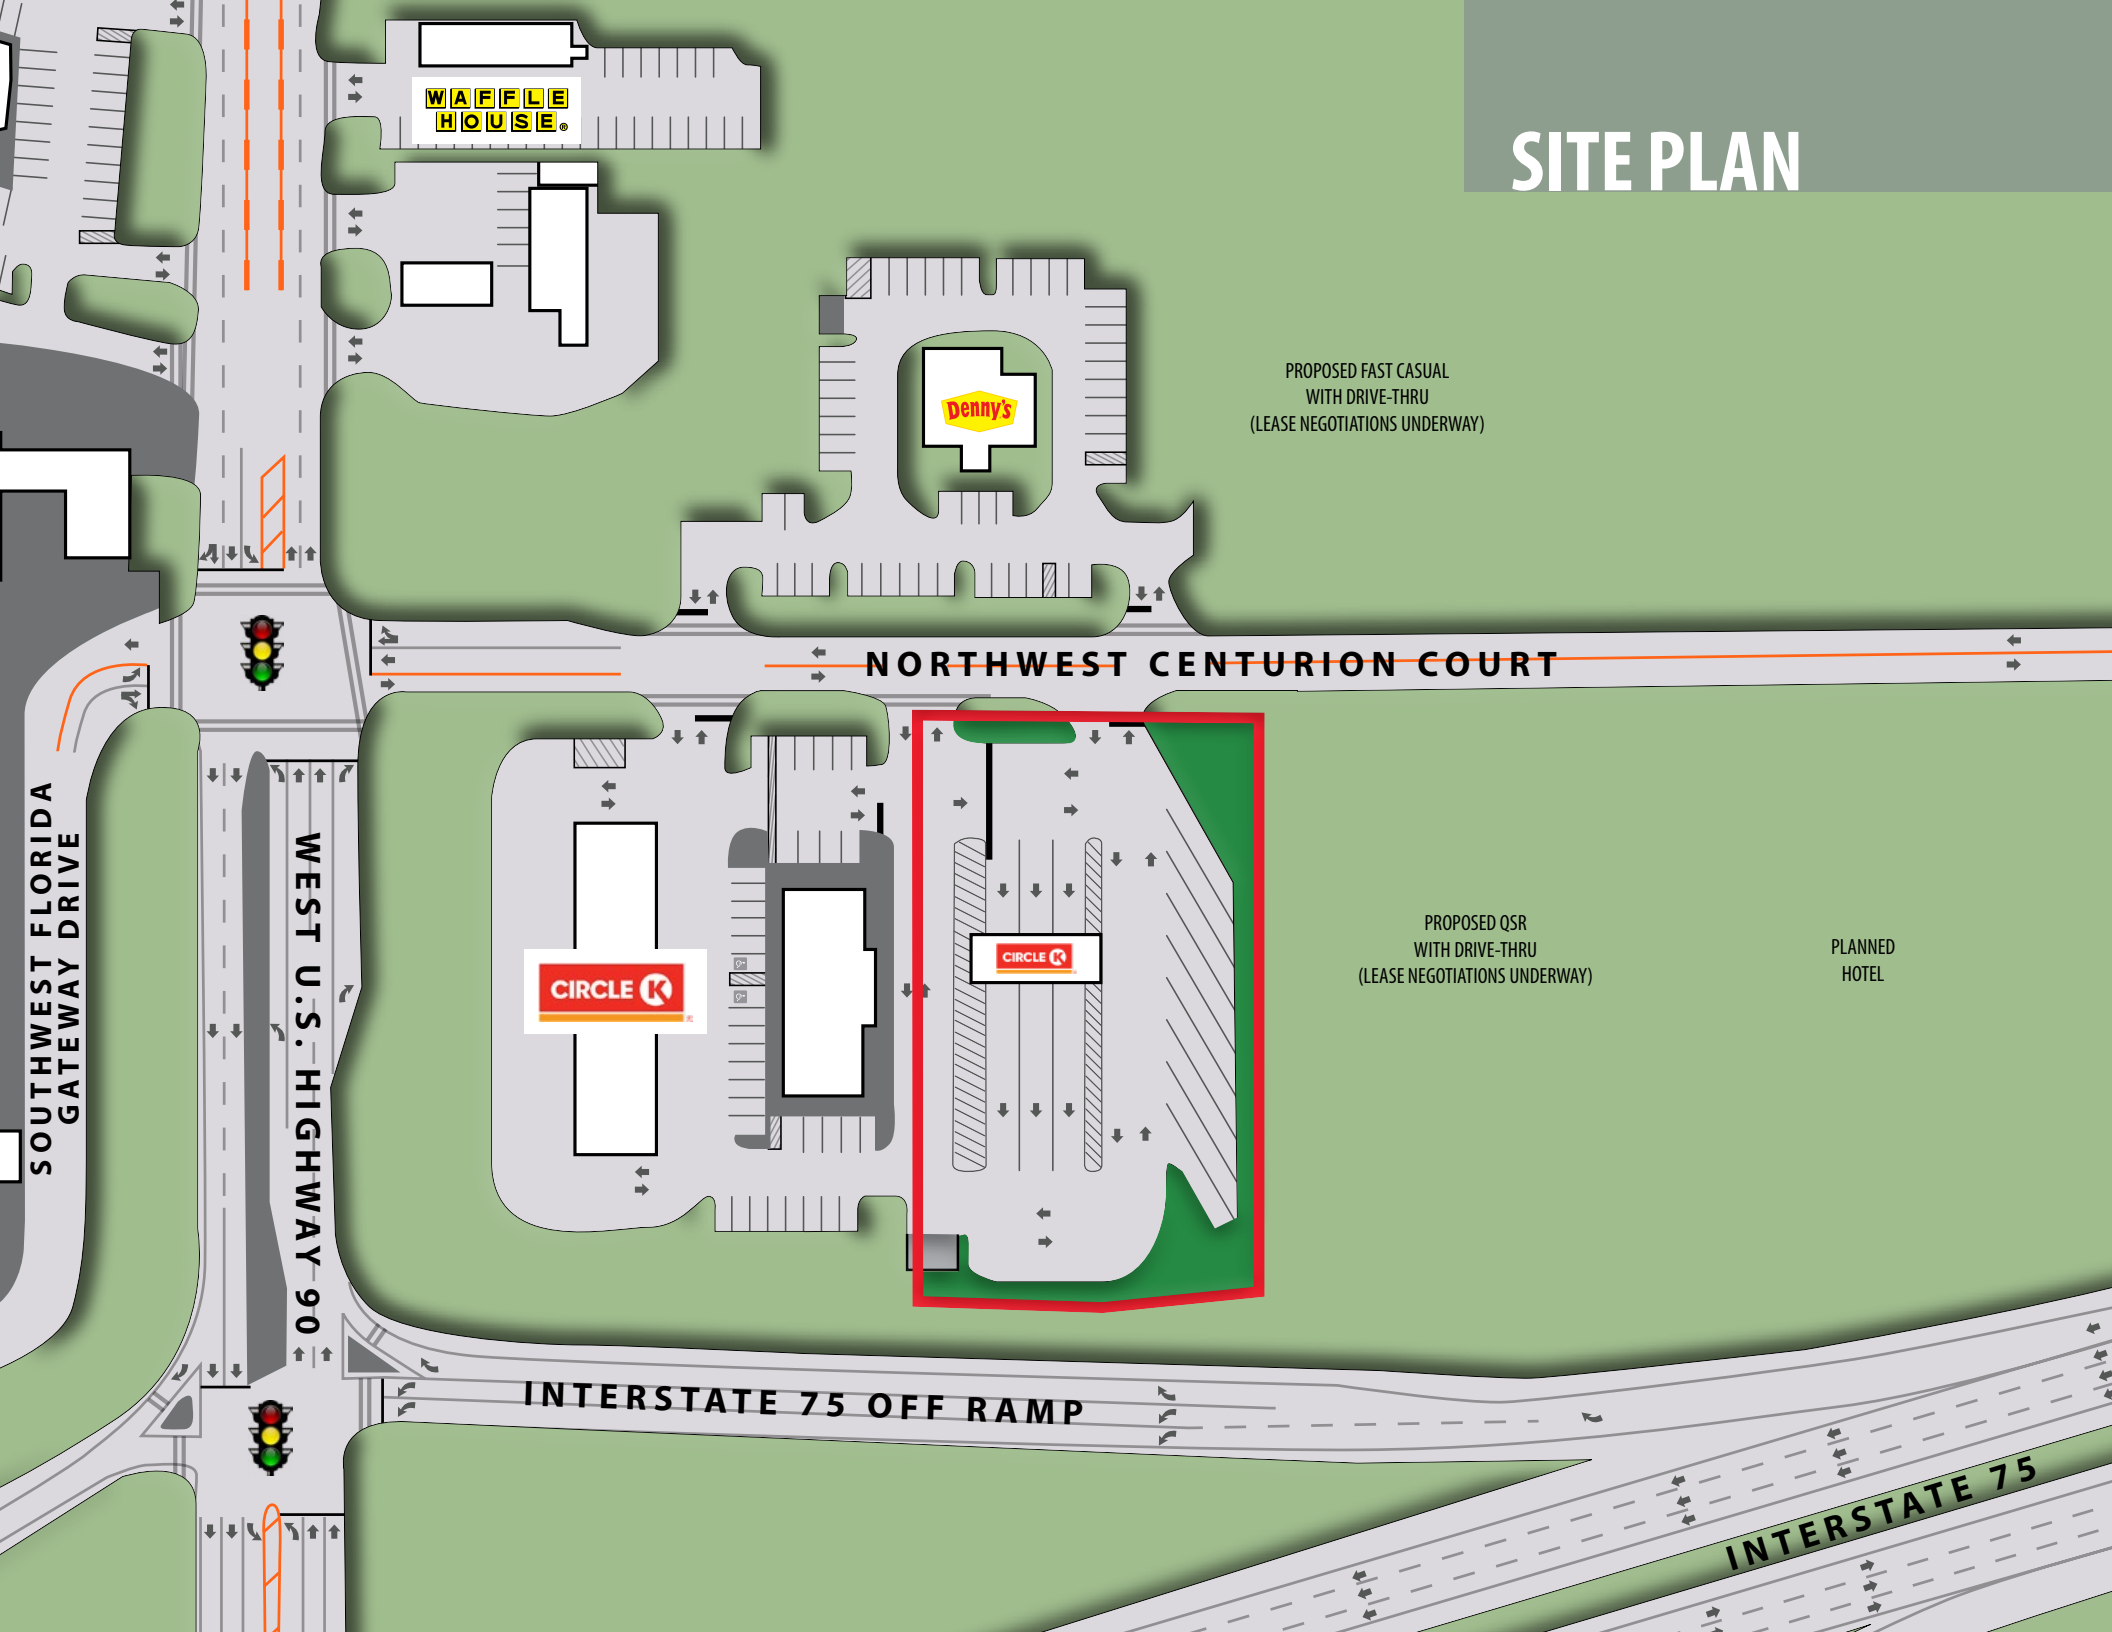 WAFFLE
HOUSE®
SITE PLAN
PROPOSED FAST CASUAL
WITH DRIVE-THRU
(LEASE NEGOTIATIONS UNDERWAY)
Denny's
NORTHWEST CENTURION COURT
SOUTHWEST FLORIDA
GATEWAY DRIVE
WEST U.S. HIGHWAY 90
CIRCLE K
CIRCLE K
PROPOSED QSR
WITH DRIVE-THRU
(LEASE NEGOTIATIONS UNDERWAY)
PLANNED
HOTEL
INTERSTATE 75 OFF RAMP
INTERSTATE 75